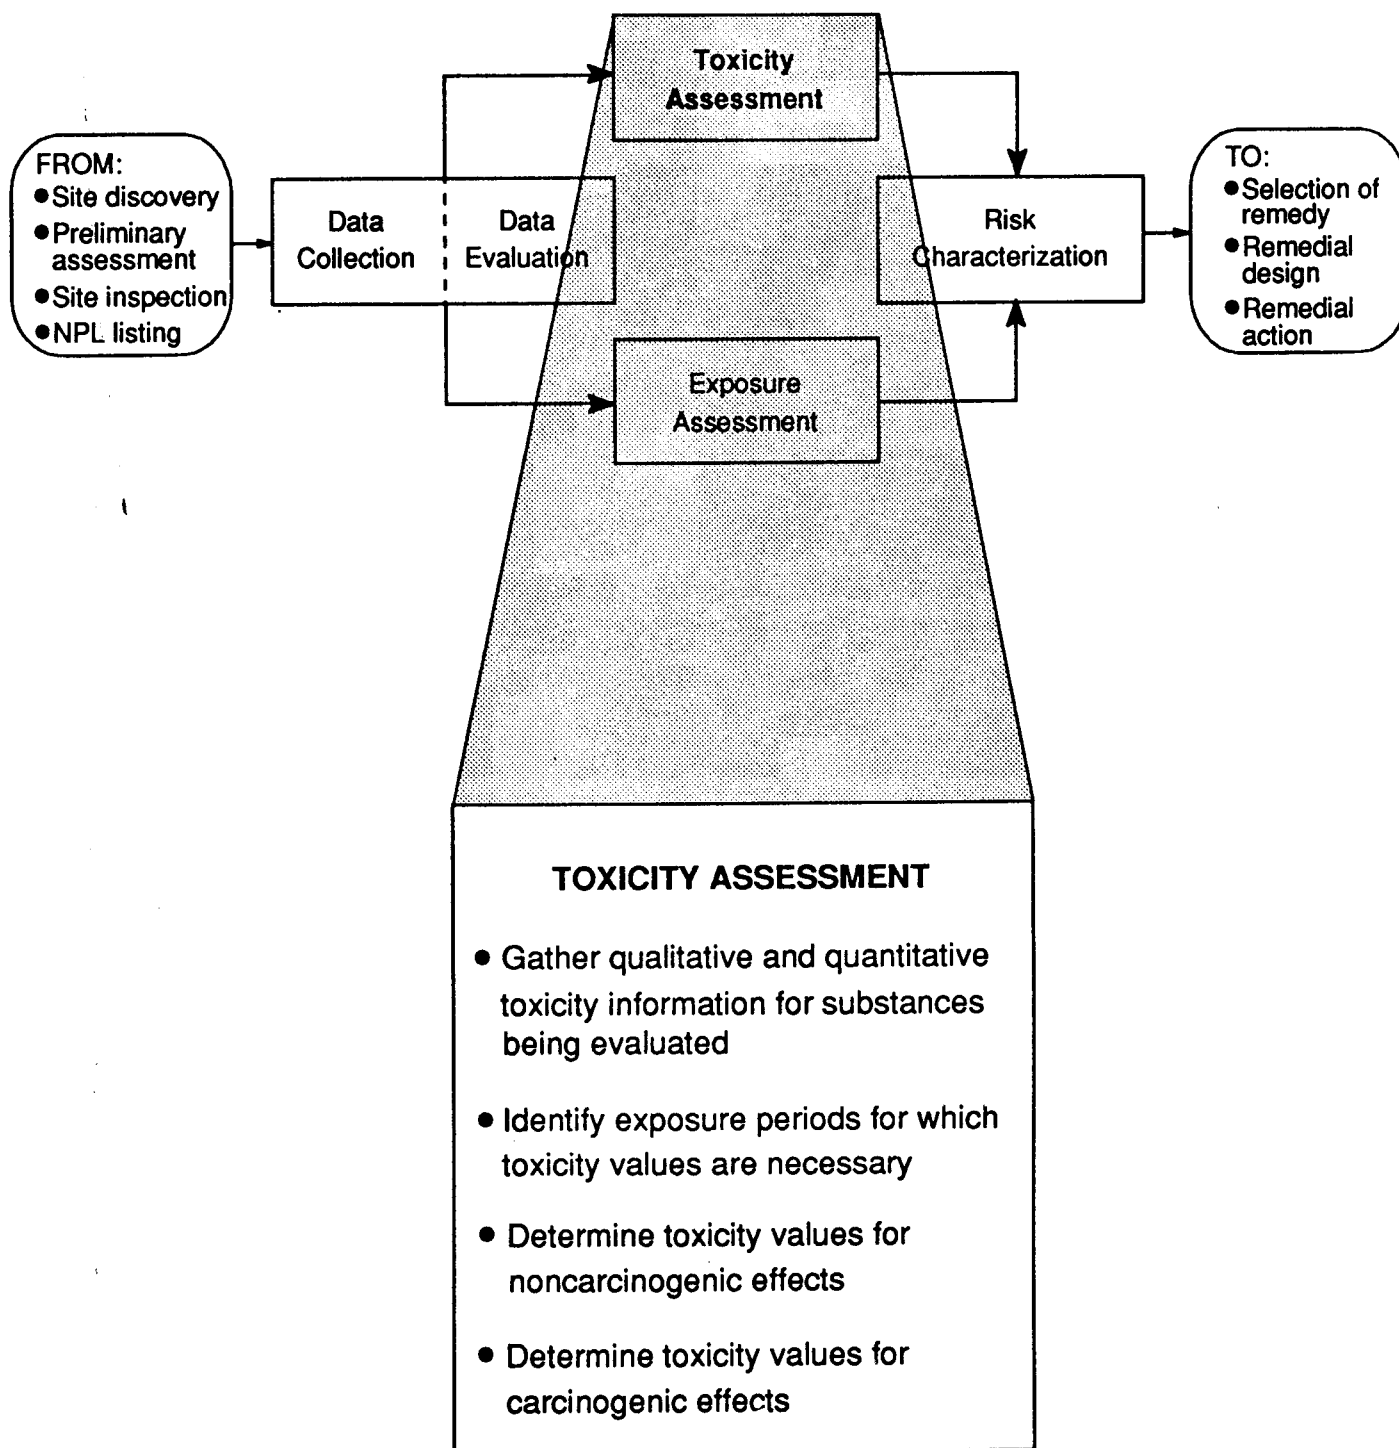 Toxicity
Assessment
FROM:
● Site discovery
● Preliminary
assessment
● Site inspection
● NPL listing
Data
Collection
Data
Evaluation
Risk
Characterization
TO:
● Selection of
remedy
● Remedial
design
● Remedial
action
Exposure
Assessment
TOXICITY ASSESSMENT
● Gather qualitative and quantitative
toxicity information for substances
being evaluated
● Identify exposure periods for which
toxicity values are necessary
● Determine toxicity values for
noncarcinogenic effects
● Determine toxicity values for
carcinogenic effects